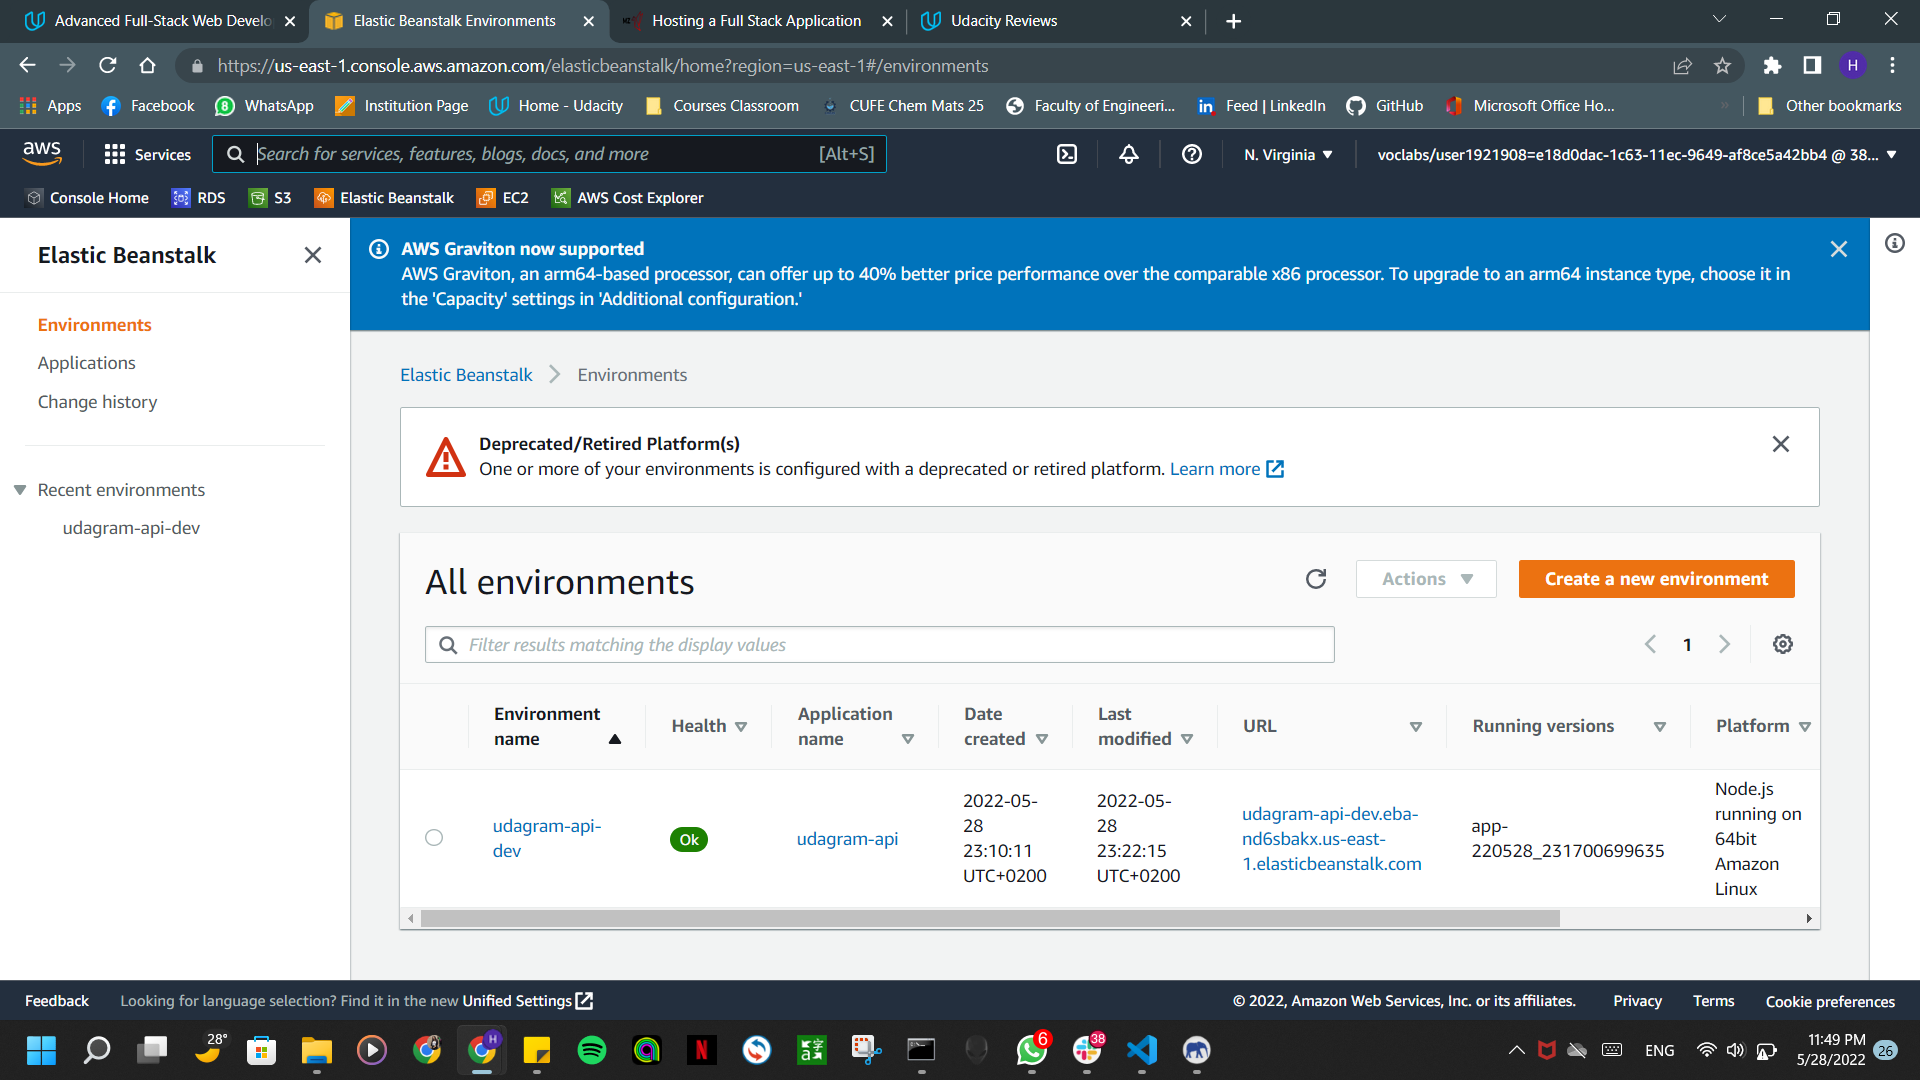 Advanced Full-Stack Web Develo
Elastic Beanstalk Environments
Hosting a Full Stack Application
Udacity Reviews
https://us-east-1.console.aws.amazon.com/elasticbeanstalk/home?region=us-east-1#/environments
H
Apps
Facebook
WhatsApp
Institution Page
Home - Udacity
Courses Classroom
CUFE Chem Mats 25
Faculty of Engineeri...
Feed | LinkedIn
GitHub
Microsoft Office Ho...
Other bookmarks
aws
Services
Search for services, features, blogs, docs, and more
[Alt+S]
N. Virginia
voclabs/user1921908=e18d0dac-1c63-11ec-9649-af8ce5a42bb4 @ 38...
Console Home
RDS
S3
Elastic Beanstalk
EC2
AWS Cost Explorer
Elastic Beanstalk
Environments
Applications
Change history
Recent environments
udagram-api-dev
AWS Graviton now supported
AWS Graviton, an arm64-based processor, can offer up to 40% better price performance over the comparable x86 processor. To upgrade to an arm64 instance type, choose it in
the 'Capacity' settings in 'Additional configuration.'
Elastic Beanstalk
Environments
Deprecated/Retired Platform(s)
One or more of your environments is configured with a deprecated or retired platform. Learn more
All environments
Actions
Create a new environment
Filter results matching the display values
1
Environment
name
Health
Application
name
Date
created
Last
modified
URL
Running versions
Platform
udagram-api-
dev
Ok
udagram-api
2022-05-
28
23:10:11
UTC+0200
2022-05-
28
23:22:15
UTC+0200
udagram-api-dev.eba-
nd6sbakx.us-east-
1.elasticbeanstalk.com
app-
220528_231700699635
Node.js
running on
64bit
Amazon
Linux
Feedback
Looking for language selection? Find it in the new Unified Settings
© 2022, Amazon Web Services, Inc. or its affiliates.
Privacy
Terms
Cookie preferences
28°
H
N
6
38
ENG
11:49 PM
5/28/2022
26